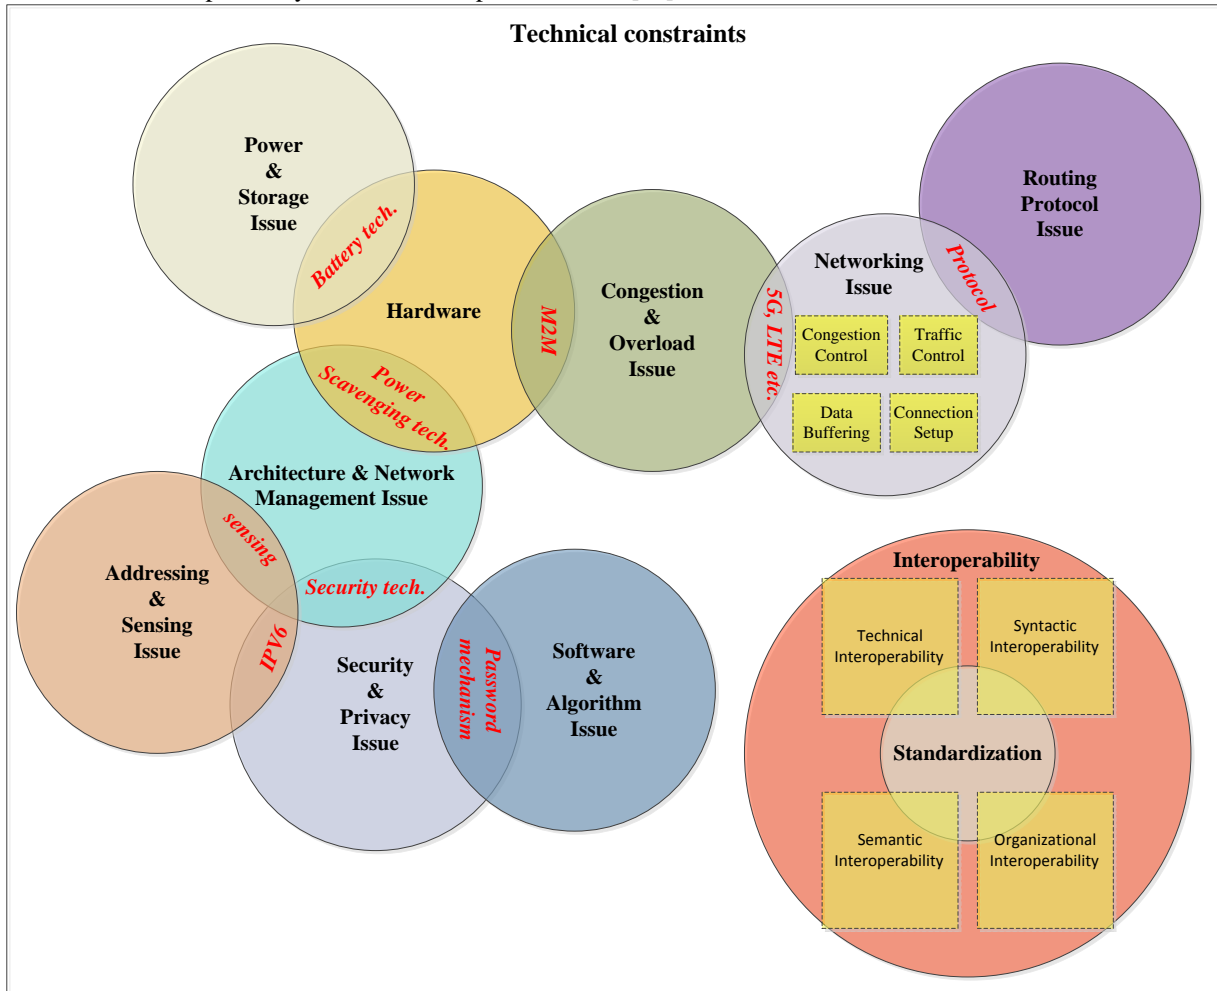 Technical constraints
Power
&
Storage
Issue
Battery tech.
Hardware
M2M
Congestion
&
Overload
Issue
5G, LTE etc.
Networking
Issue
Congestion
Control
Traffic
Control
Data
Buffering
Connection
Setup
Protocol
Routing
Protocol
Issue
Power
Scavenging tech.
Architecture & Network
Management Issue
sensing
Addressing
&
Sensing
Issue
IPV6
Security tech.
Security
&
Privacy
Issue
Password
mechanism
Software
&
Algorithm
Issue
Interoperability
Technical
Interoperability
Syntactic
Interoperability
Standardization
Semantic
Interoperability
Organizational
Interoperability